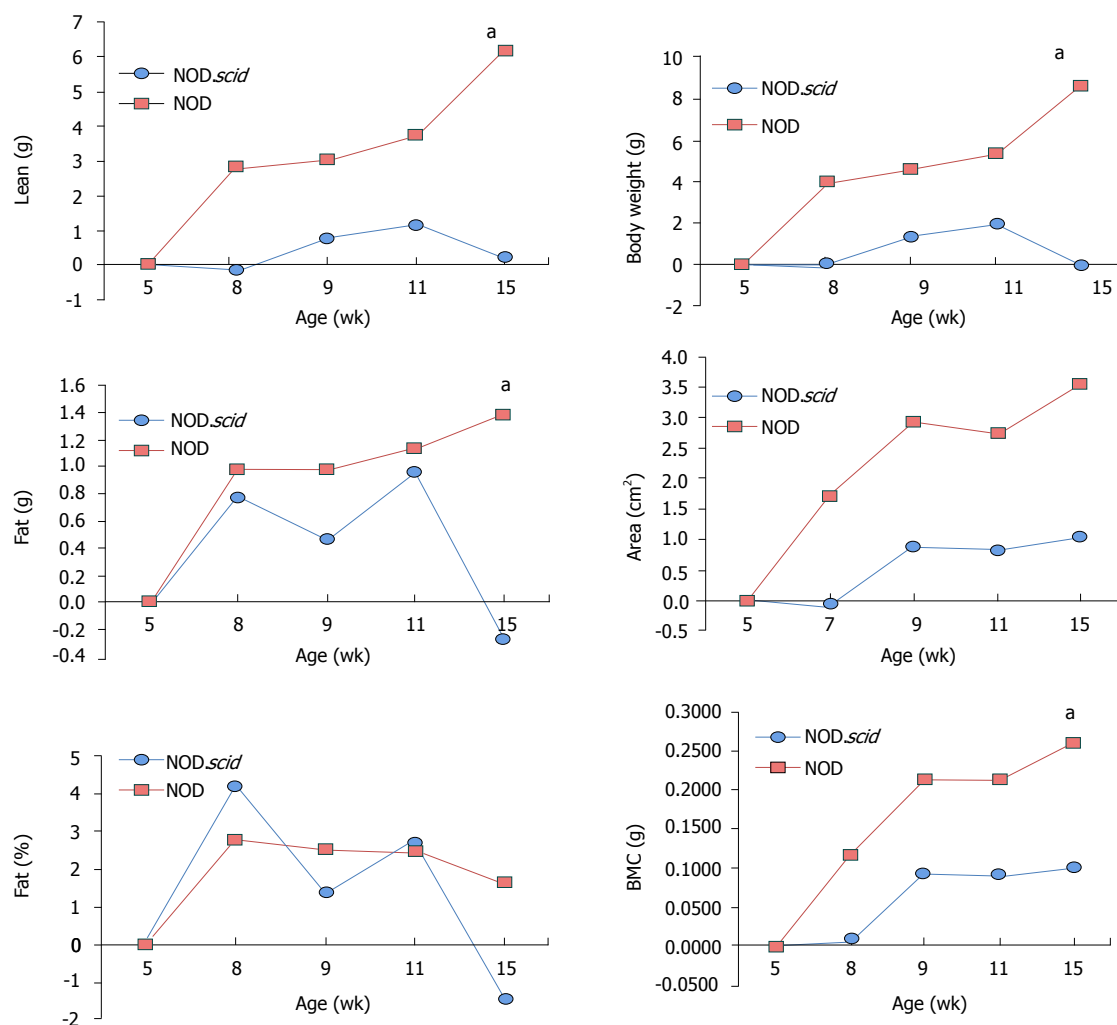 a
7
6
5
4
3
2
1
0
-1
NOD.scid
NOD
Lean (g)
5 8 9 11 15
Age (wk)
a
10
8
6
4
2
0
-2
NOD.scid
NOD
Body weight (g)
5 8 9 11 15
Age (wk)
a
1.6
1.4
1.2
1.0
0.8
0.6
0.4
0.2
0.0
-0.2
-0.4
NOD.scid
NOD
Fat (g)
5 8 9 11 15
Age (wk)
4.0
3.5
3.0
2.5
2.0
1.5
1.0
0.5
0.0
-0.5
NOD.scid
NOD
Area (cm²)
5 7 9 11 15
Age (wk)
5
4
3
2
1
0
-1
-2
NOD.scid
NOD
Fat (%)
5 8 9 11 15
Age (wk)
a
0.3000
0.2500
0.2000
0.1500
0.1000
0.0500
0.0000
-0.0500
NOD.scid
NOD
BMC (g)
5 8 9 11 15
Age (wk)